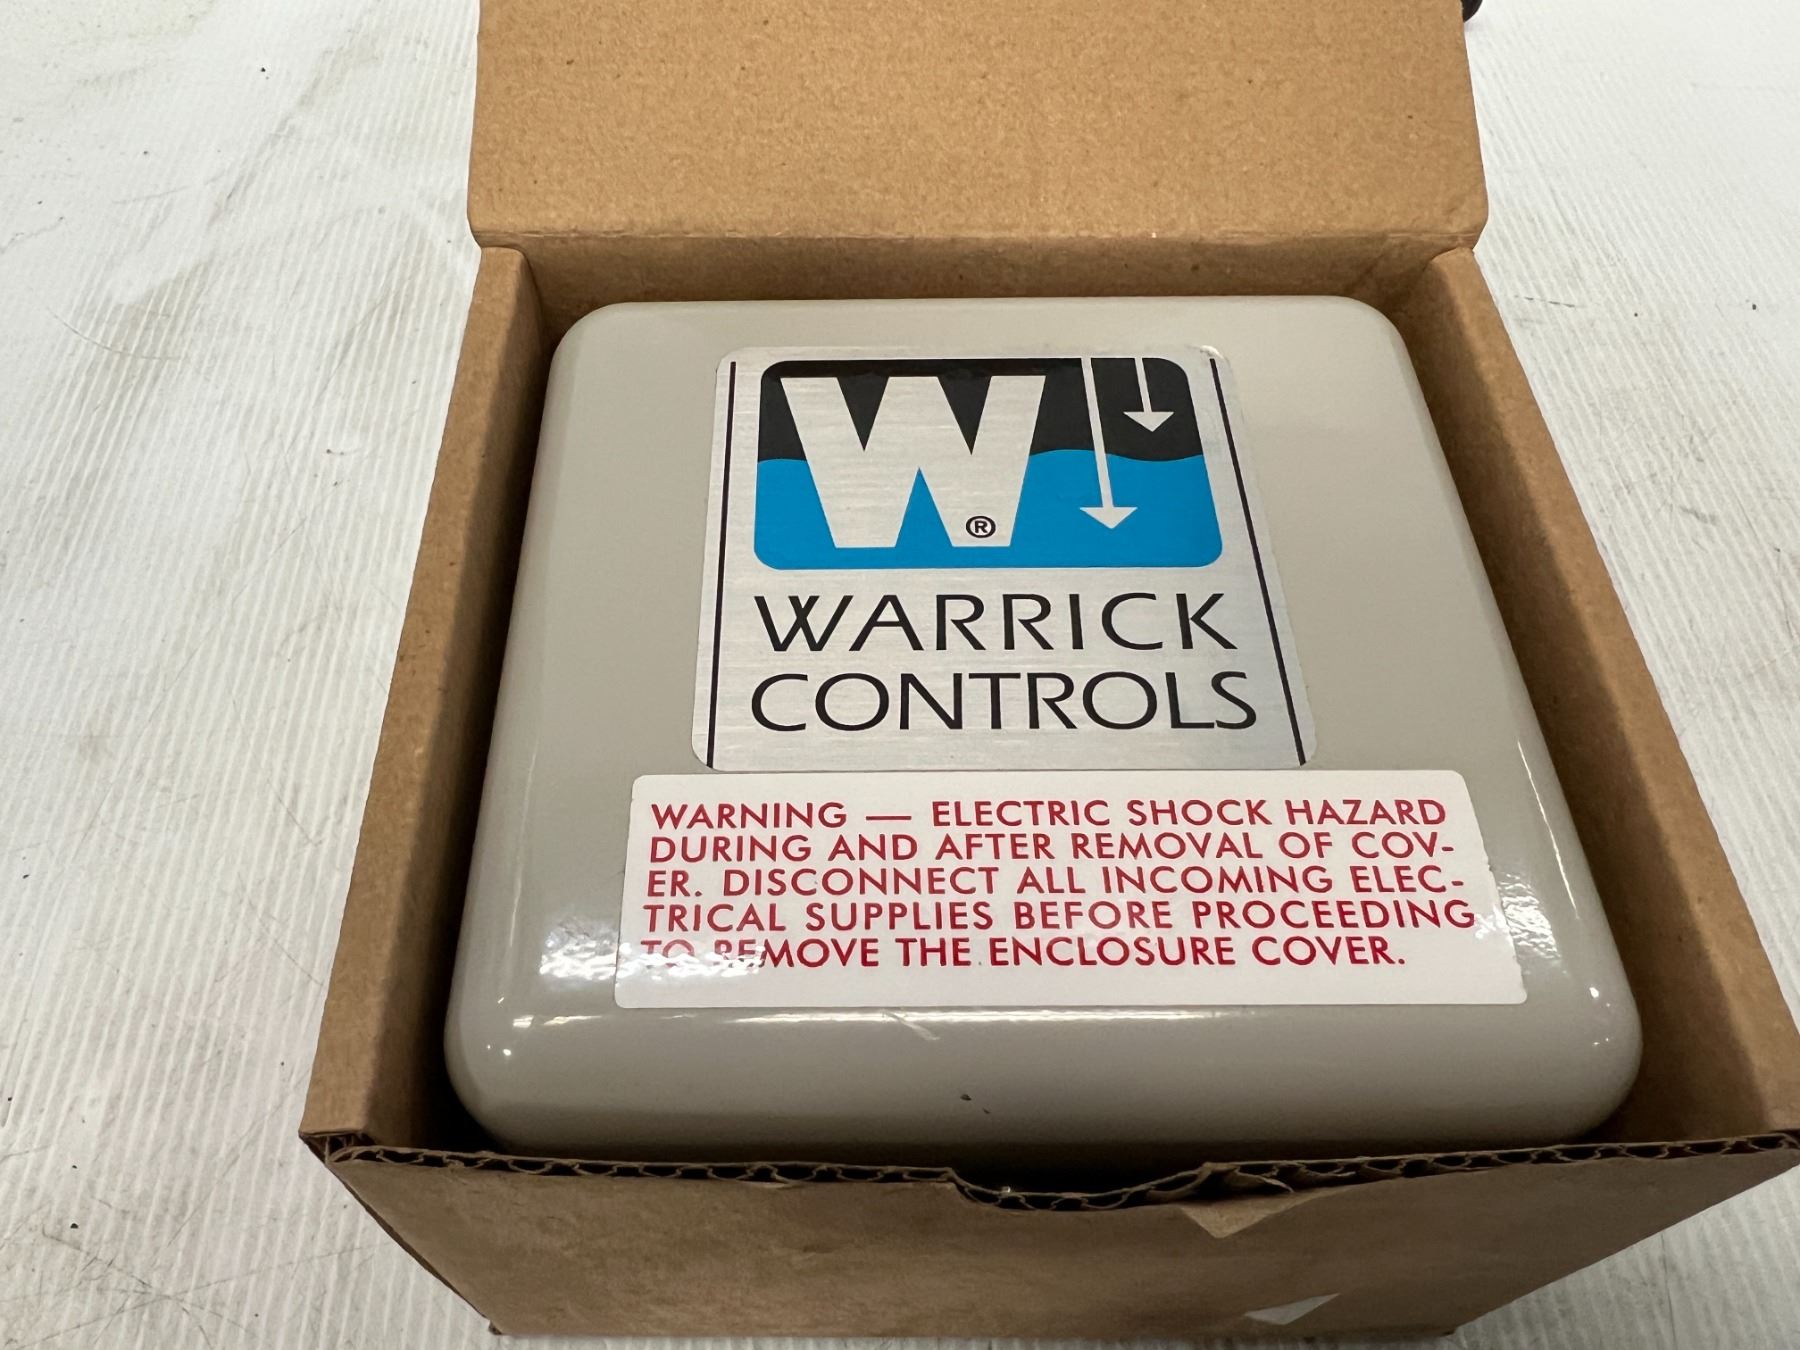 W®
WARRICK
CONTROLS
WARNING — ELECTRIC SHOCK HAZARD
DURING AND AFTER REMOVAL OF COV-
ER. DISCONNECT ALL INCOMING ELEC-
TRICAL SUPPLIES BEFORE PROCEEDING
TO REMOVE THE ENCLOSURE COVER.